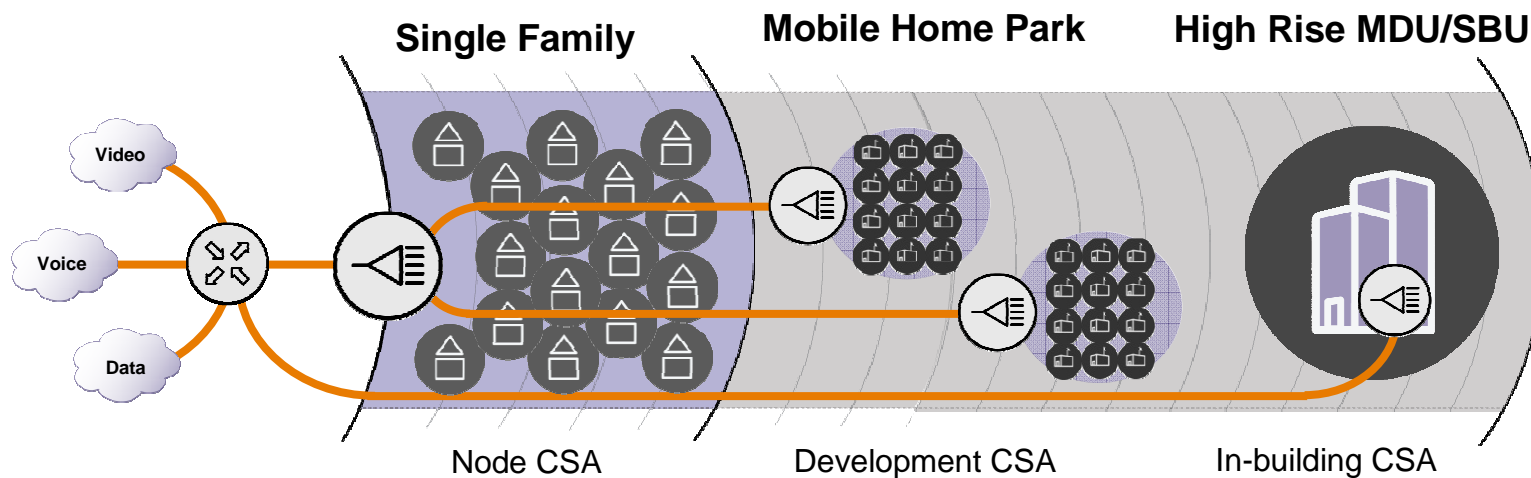 Single Family
Mobile Home Park
High Rise MDU/SBU
Video
Voice
Data
Node CSA
Development CSA
In-building CSA